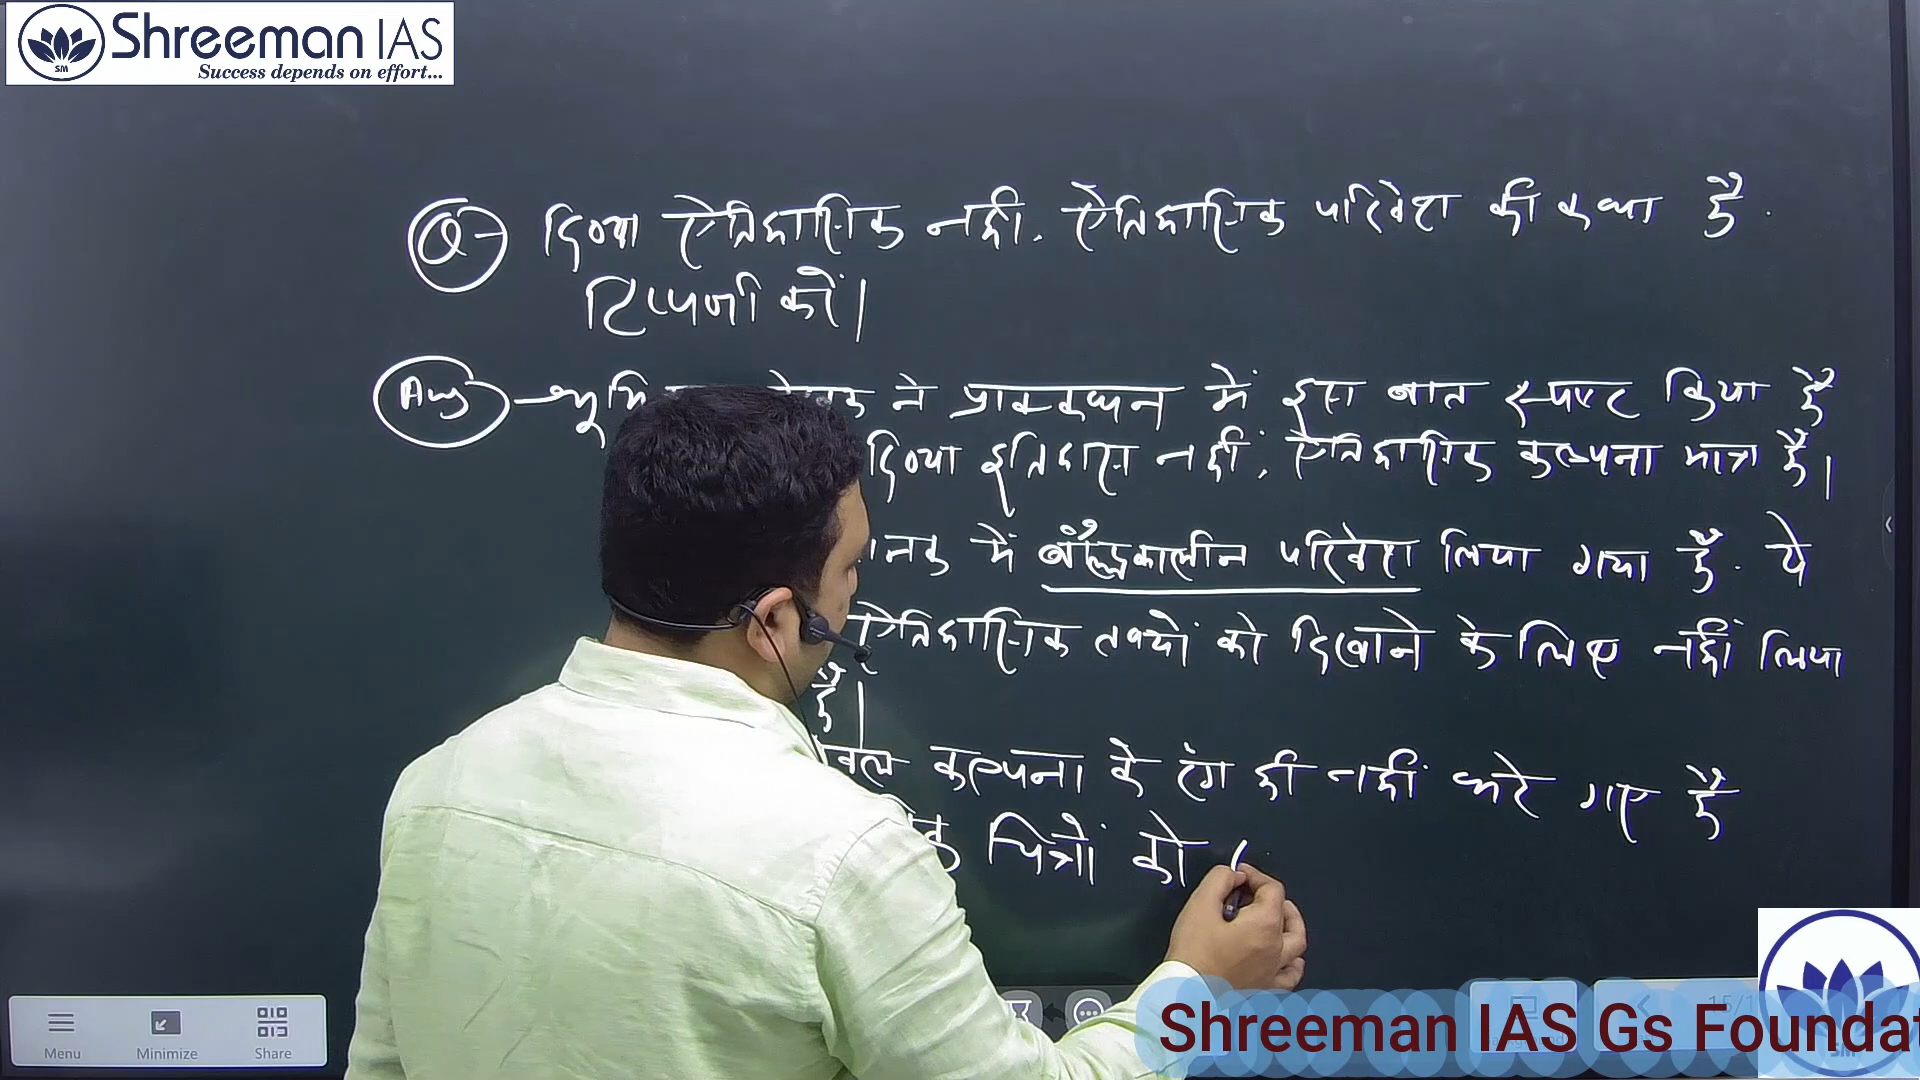 Shreeman IAS
Success depends on effort...
SM
Q- दिव्या ऐतिहासिक नहीं. ऐतिहासिक परिवेश की कथा है.
टिप्पणी करें।
Ans ने प्राक्कथन में इस बात स्पष्ट किया है
दिव्या इतिहास नहीं, ऐतिहासिक कल्पना मात्र है।
में बौद्धकालीन परिवेश लिया गया है. ये
ऐतिहासिक तथ्यों को दिखाने के लिए नहीं लिया
है।
कल्पना के रंग ही नहीं भरे गए है
चित्रों को
Menu
Minimize
Share
Shreeman IAS Gs Foundat